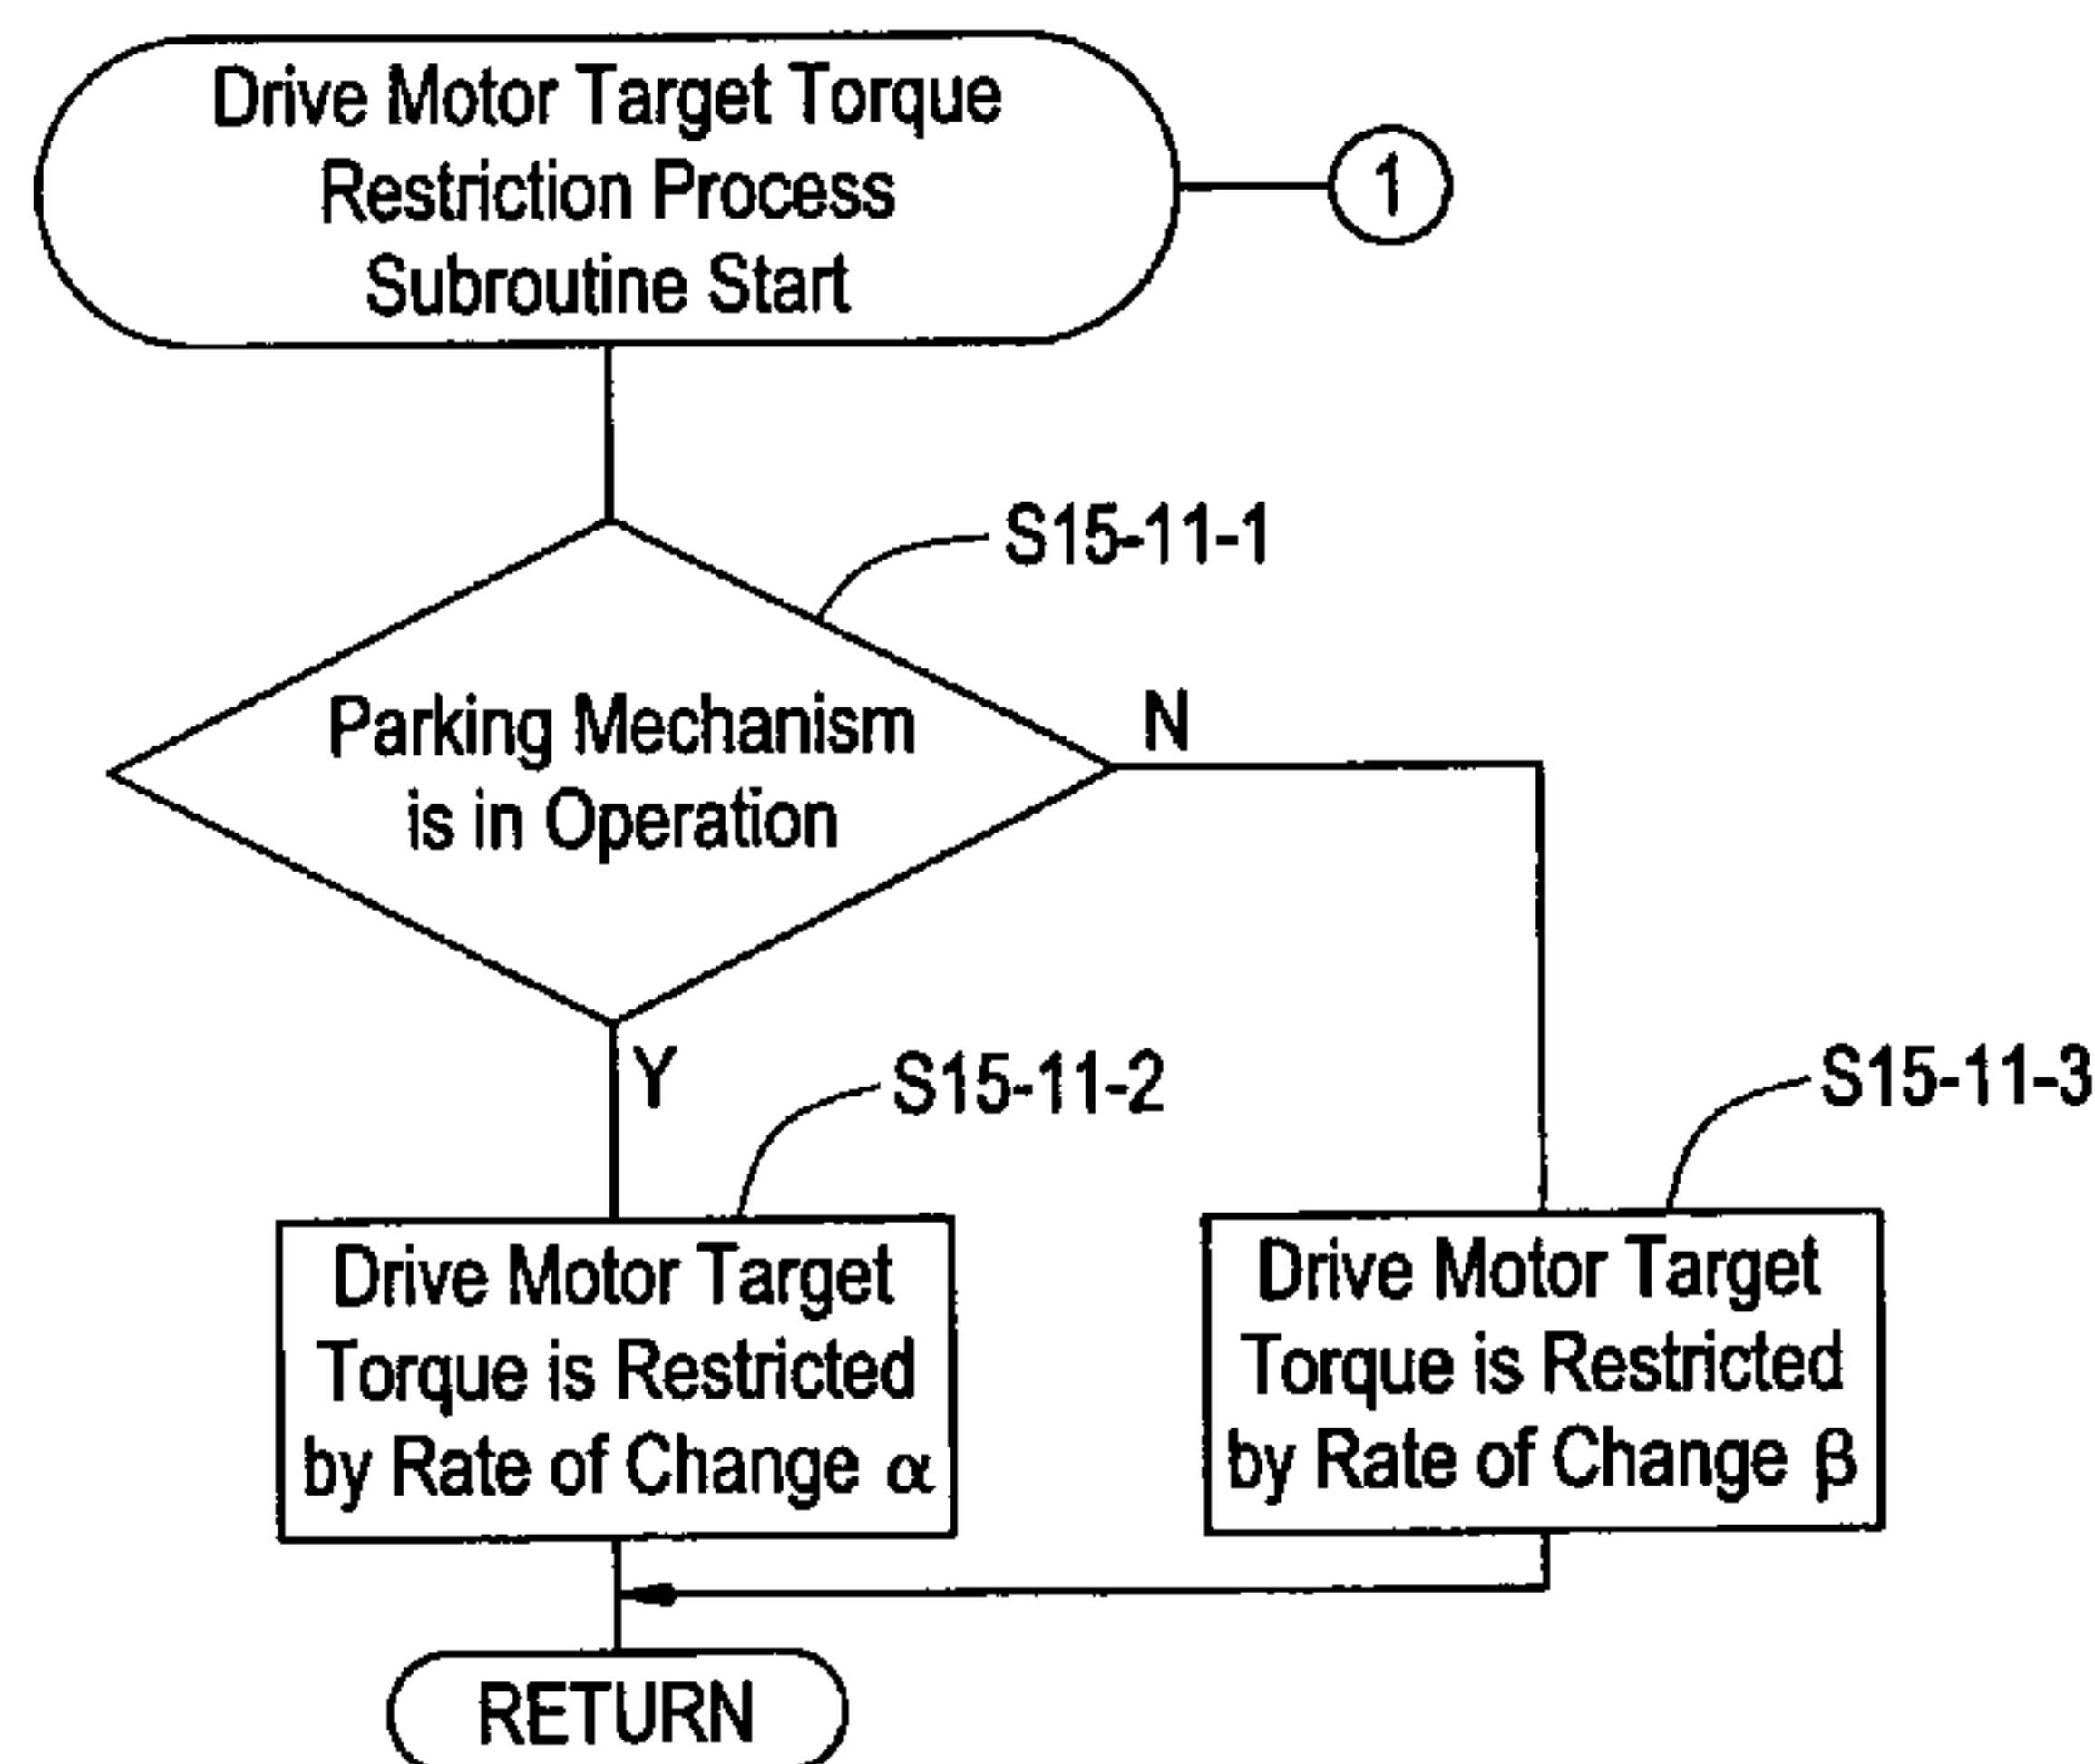 Drive Motor Target Torque
Restriction Process
Subroutine Start
1
S15-11-1
Parking Mechanism
is in Operation
N
Y
S15-11-2
S15-11-3
Drive Motor Target
Torque is Restricted
by Rate of Change α
Drive Motor Target
Torque is Restricted
by Rate of Change β
RETURN